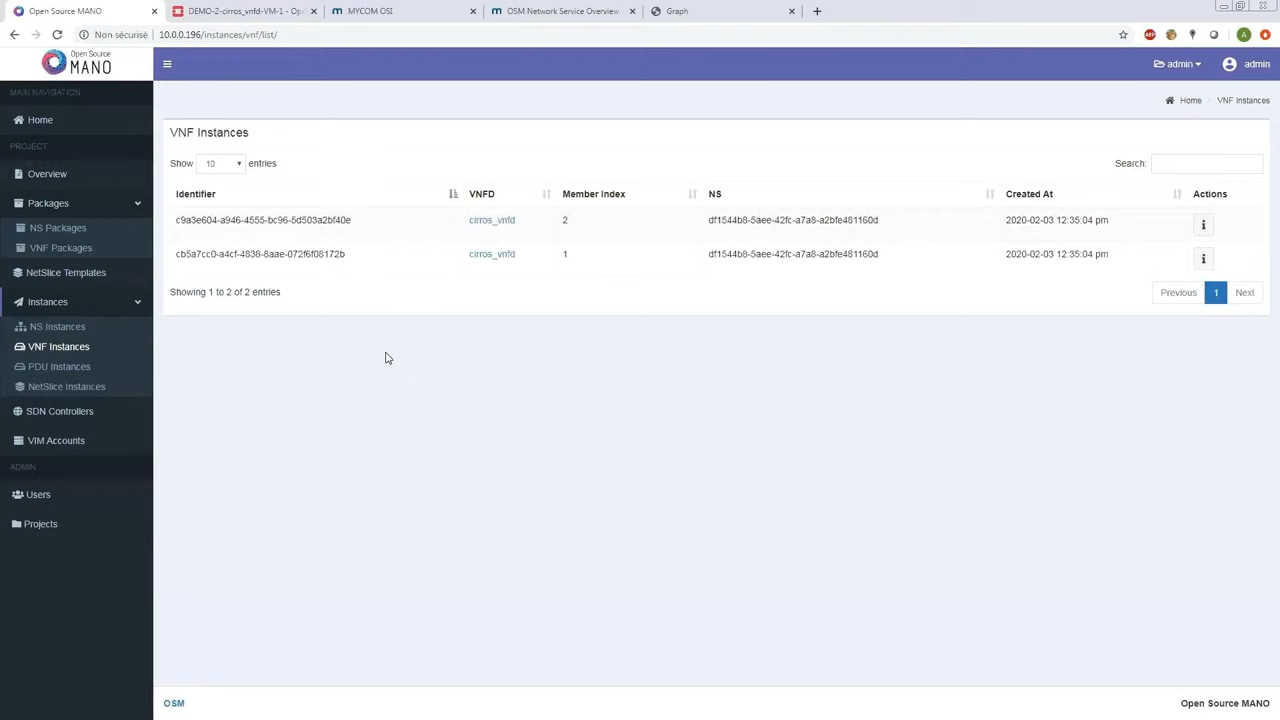 Open Source MANO
DEMO-2-cirros_vnfd-VM-1 - Ope
MYCOM OSI
OSM Network Service Overview
Graph
Non sécurisé
10.0.0.196/instances/vnf/list/
ABP
A
Open Source
MANO
admin
admin
MAIN NAVIGATION
Home
VNF Instances
Home
PROJECT
Overview
Packages
NS Packages
VNF Packages
NetSlice Templates
Instances
NS Instances
VNF Instances
PDU Instances
NetSlice Instances
SDN Controllers
VIM Accounts
ADMIN
Users
Projects
VNF Instances
Show 10 entries
Search:
Identifier VNFD Member Index NS Created At Actions
c9a3e604-a946-4555-bc96-5d503a2bf40e cirros_vnfd 2 df1544b8-5aee-42fc-a7a8-a2bfe481160d 2020-02-03 12:35:04 pm
cb5a7cc0-a4cf-4838-8aae-072f6f08172b cirros_vnfd 1 df1544b8-5aee-42fc-a7a8-a2bfe481160d 2020-02-03 12:35:04 pm
Showing 1 to 2 of 2 entries
Previous 1 Next
OSM
Open Source MANO